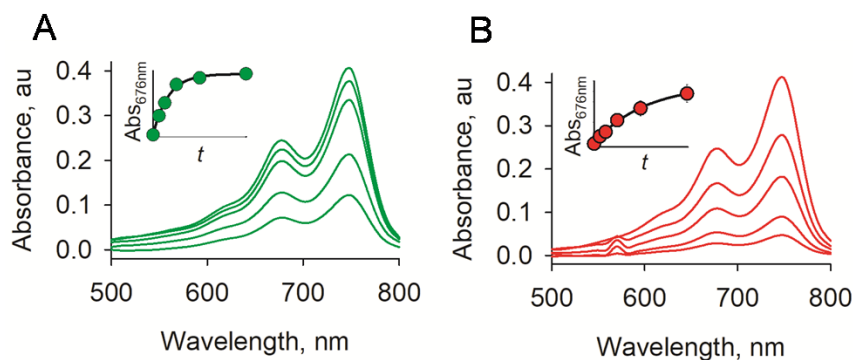 A
B
Absorbance, au
0.4
0.3
0.2
0.1
0.0
Abs676nm
t
500 600 700 800
Wavelength, nm
Absorbance, au
0.4
0.3
0.2
0.1
0.0
Abs676nm
t
500 600 700 800
Wavelength, nm